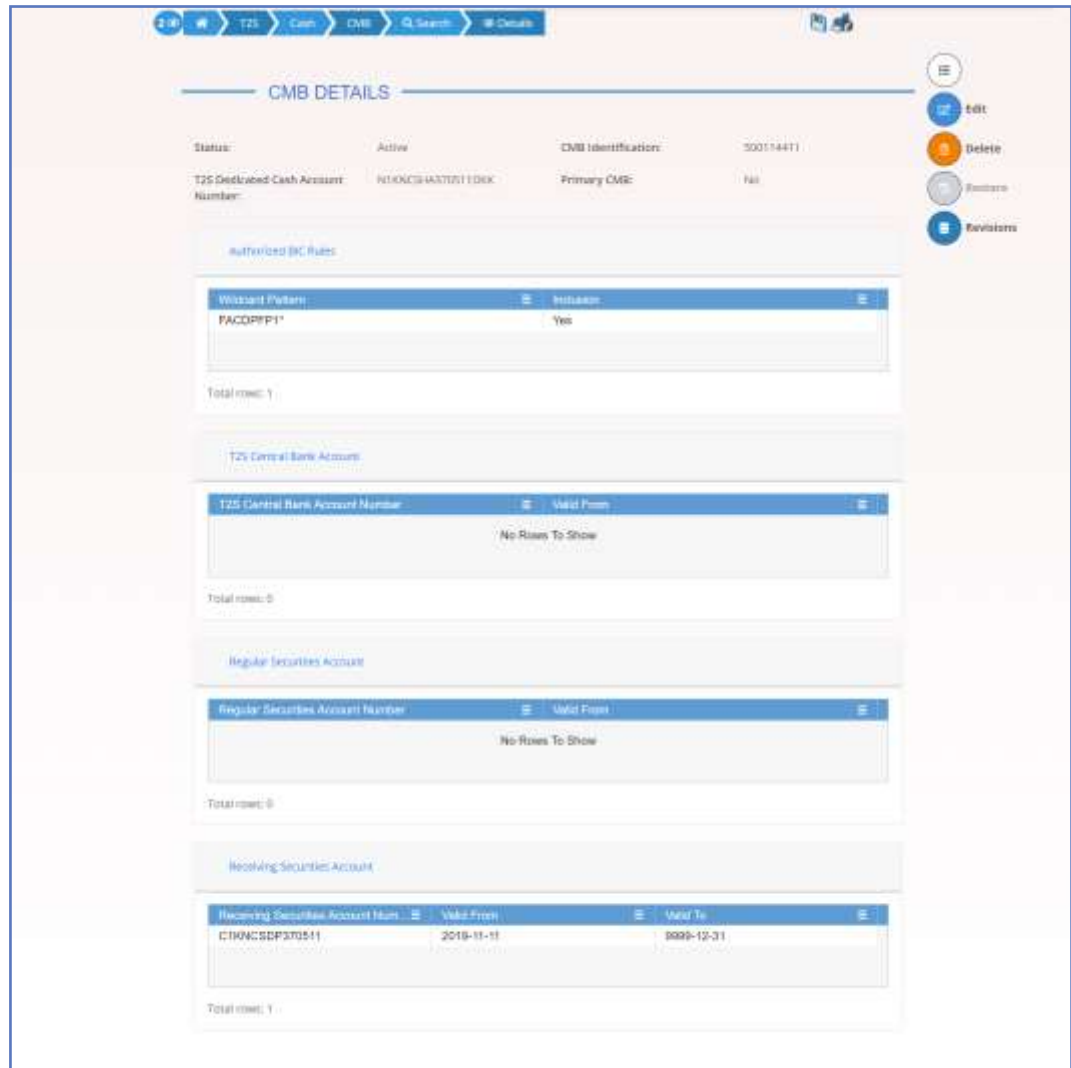 T2S Cash CMB Search Details
CMB DETAILS
Edit
Delete
Restore
Revisions
Status: Active CMB Identification: 500114411
T2S Dedicated Cash Account Number: Primary CMB: No
Authorized BIC Rules
Wildcard Pattern Inclusion
PACDPFP1* Yes
Total rows: 1
T2S Central Bank Account
T2S Central Bank Account Number Valid From
No Rows To Show
Total rows: 0
Regular Securities Account
Regular Securities Account Number Valid From
No Rows To Show
Total rows: 0
Receiving Securities Account
Receiving Securities Account Num... Valid From Valid To
C1KNCSDP370511 2019-11-11 9999-12-31
Total rows: 1